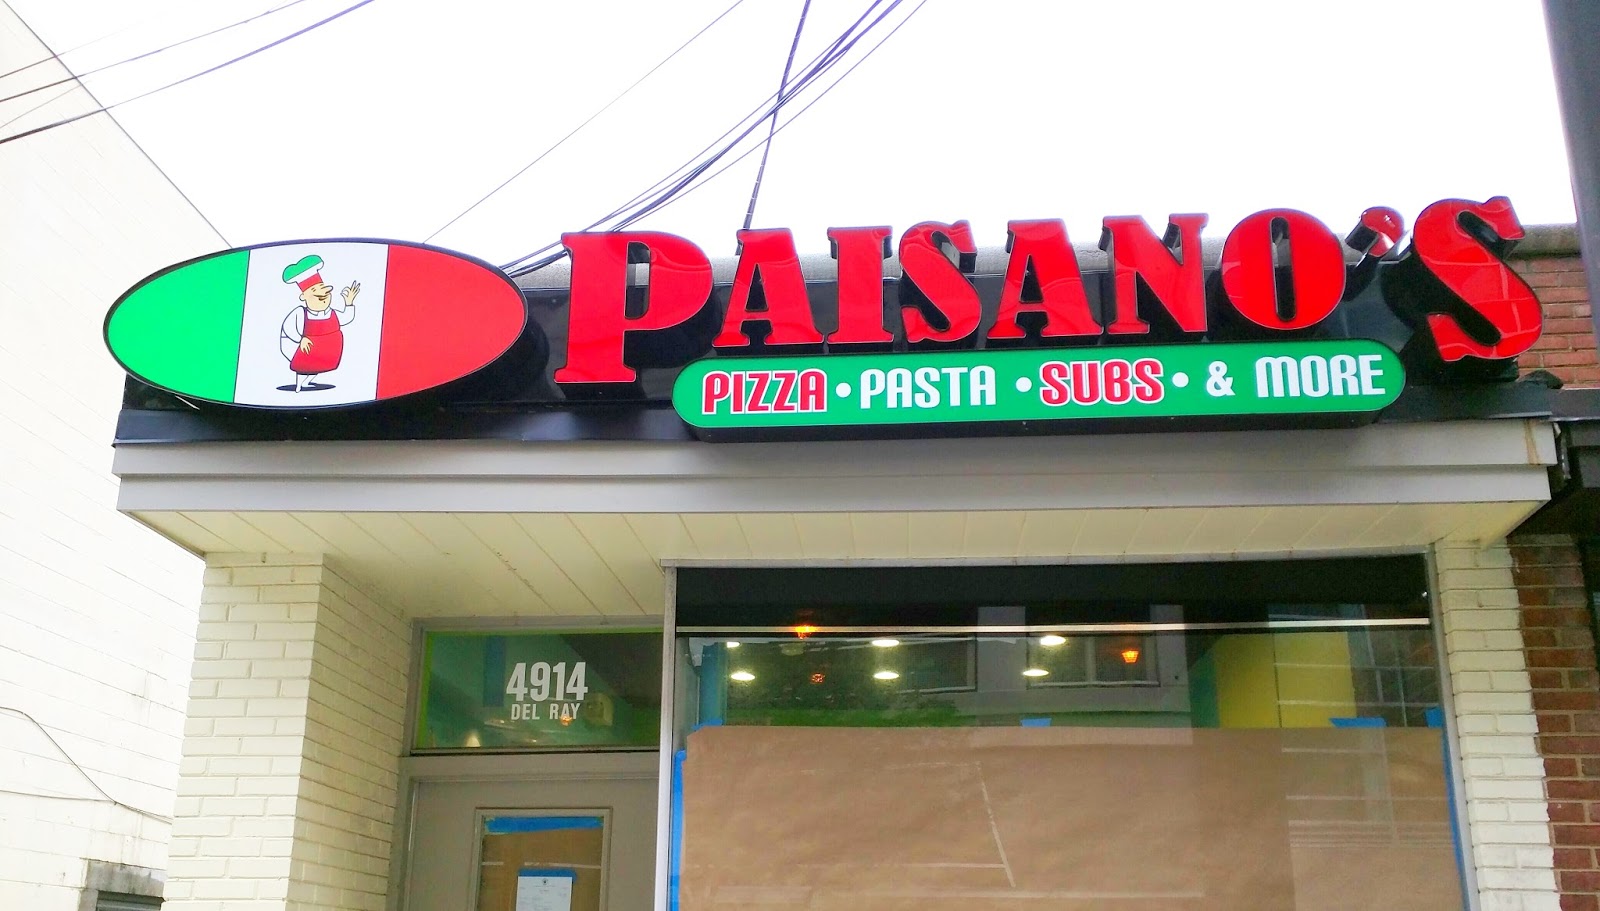 PAISANO'S
PIZZA • PASTA • SUBS • & MORE
4914
DEL RAY